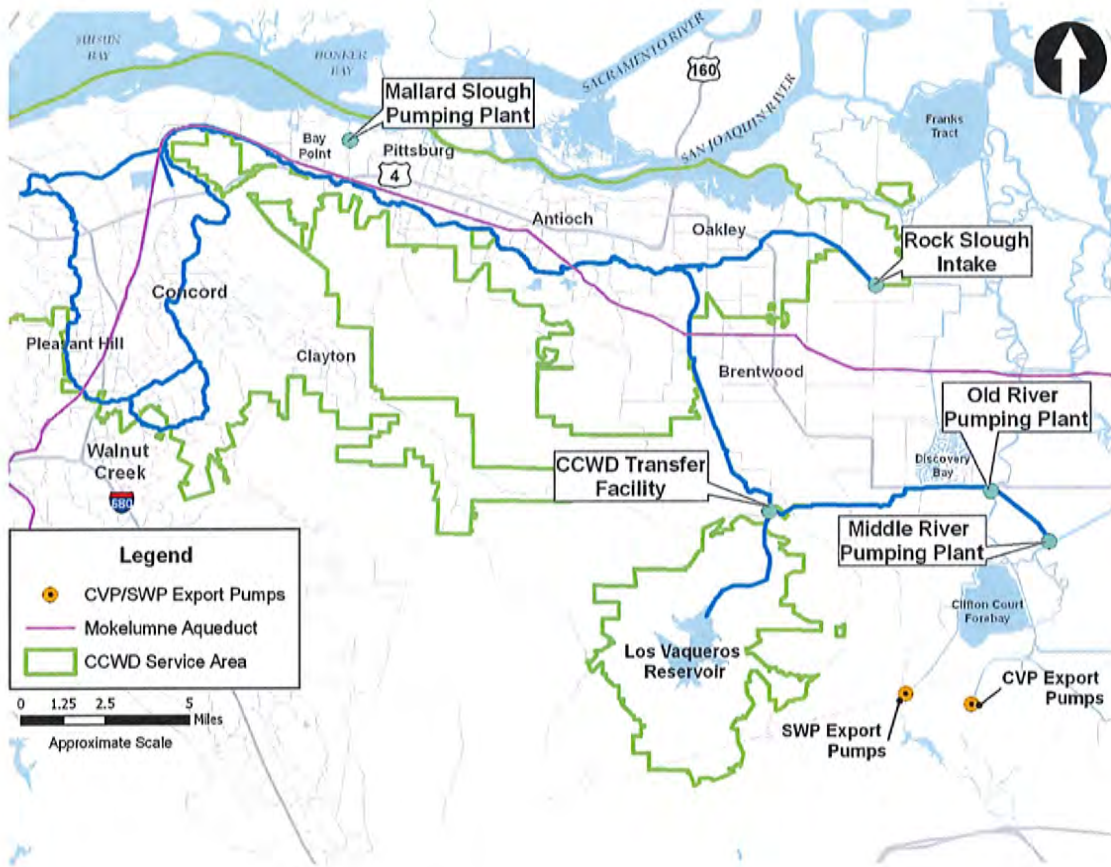 SUISUN
BAY
HONKER
BAY
SACRAMENTO RIVER
160
Mallard Slough
Pumping Plant
Franks
Tract
Bay
Point
Pittsburg
SAN JOAQUIN RIVER
4
Antioch
Oakley
Rock Slough
Intake
Concord
Pleasant Hill
Clayton
Brentwood
Old River
Pumping Plant
Walnut
Creek
680
CCWD Transfer
Facility
Discovery
Bay
Middle River
Pumping Plant
Legend
CVP/SWP Export Pumps
Mokelumne Aqueduct
CCWD Service Area
Clifton Court
Forebay
Los Vaqueros
Reservoir
CVP Export
Pumps
SWP Export
Pumps
0 1.25 2.5 5
Miles
Approximate Scale